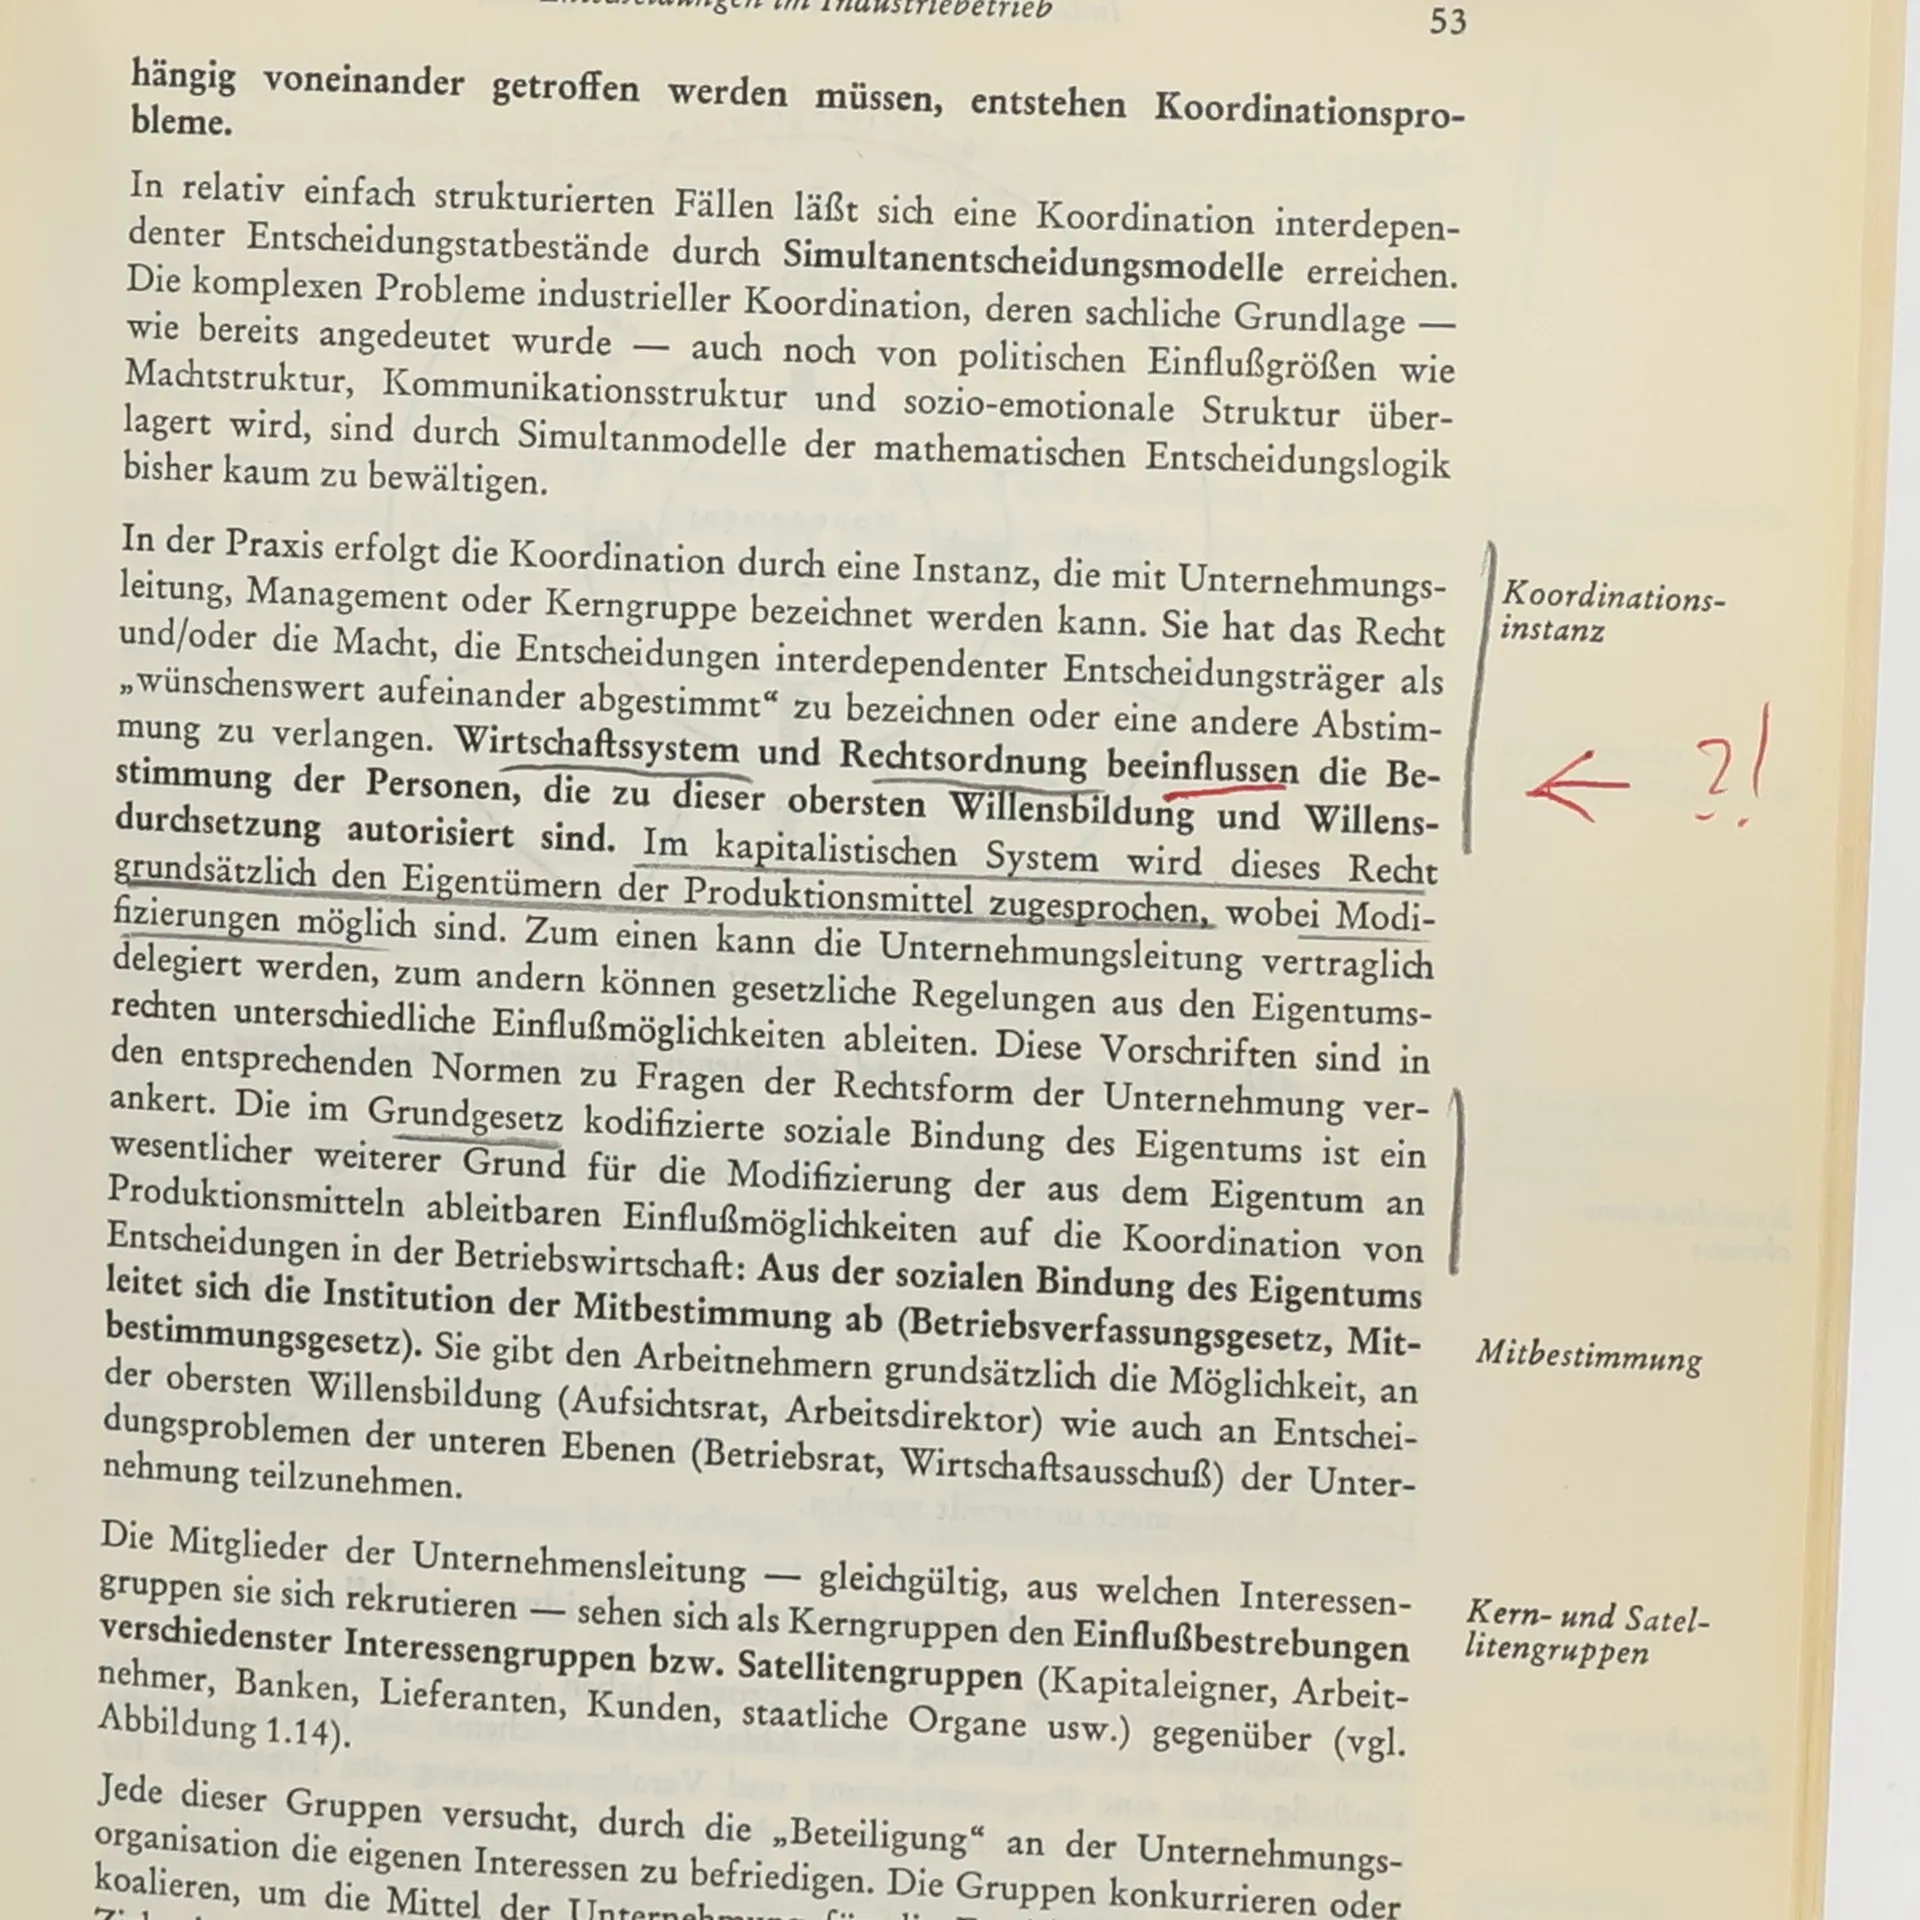 im Industriebetrieb
53
hängig voneinander getroffen werden müssen, entstehen Koordinationspro-
bleme.
In relativ einfach strukturierten Fällen läßt sich eine Koordination interdepen-
denter Entscheidungstatbestände durch Simultanentscheidungsmodelle erreichen.
Die komplexen Probleme industrieller Koordination, deren sachliche Grundlage —
wie bereits angedeutet wurde — auch noch von politischen Einflußgrößen wie
Machtstruktur, Kommunikationsstruktur und sozio-emotionale Struktur über-
lagert wird, sind durch Simultanmodelle der mathematischen Entscheidungslogik
bisher kaum zu bewältigen.
In der Praxis erfolgt die Koordination durch eine Instanz, die mit Unternehmungs-
leitung, Management oder Kerngruppe bezeichnet werden kann. Sie hat das Recht
und/oder die Macht, die Entscheidungen interdependenter Entscheidungsträger als
„wünschenswert aufeinander abgestimmt“ zu bezeichnen oder eine andere Abstim-
mung zu verlangen. Wirtschaftssystem und Rechtsordnung beeinflussen die Be-
stimmung der Personen, die zu dieser obersten Willensbildung und Willens-
durchsetzung autorisiert sind. Im kapitalistischen System wird dieses Recht
grundsätzlich den Eigentümern der Produktionsmittel zugesprochen, wobei Modi-
fizierungen möglich sind. Zum einen kann die Unternehmungsleitung vertraglich
delegiert werden, zum andern können gesetzliche Regelungen aus den Eigentums-
rechten unterschiedliche Einflußmöglichkeiten ableiten. Diese Vorschriften sind in
den entsprechenden Normen zu Fragen der Rechtsform der Unternehmung ver-
ankert. Die im Grundgesetz kodifizierte soziale Bindung des Eigentums ist ein
wesentlicher weiterer Grund für die Modifizierung der aus dem Eigentum an
Produktionsmitteln ableitbaren Einflußmöglichkeiten auf die Koordination von
Entscheidungen in der Betriebswirtschaft: Aus der sozialen Bindung des Eigentums
leitet sich die Institution der Mitbestimmung ab (Betriebsverfassungsgesetz, Mit-
bestimmungsgesetz). Sie gibt den Arbeitnehmern grundsätzlich die Möglichkeit, an
der obersten Willensbildung (Aufsichtsrat, Arbeitsdirektor) wie auch an Entschei-
dungsproblemen der unteren Ebenen (Betriebsrat, Wirtschaftsausschuß) der Unter-
nehmung teilzunehmen.
Koordinations-
instanz
← ?!
Mitbestimmung
Die Mitglieder der Unternehmensleitung — gleichgültig, aus welchen Interessen-
gruppen sie sich rekrutieren — sehen sich als Kerngruppen den Einflußbestrebungen
verschiedenster Interessengruppen bzw. Satellitengruppen (Kapitaleigner, Arbeit-
nehmer, Banken, Lieferanten, Kunden, staatliche Organe usw.) gegenüber (vgl.
Abbildung 1.14).
Kern- und Satel-
litengruppen
Jede dieser Gruppen versucht, durch die „Beteiligung“ an der Unternehmungs-
organisation die eigenen Interessen zu befriedigen. Die Gruppen konkurrieren oder
koalieren, um die Mittel der